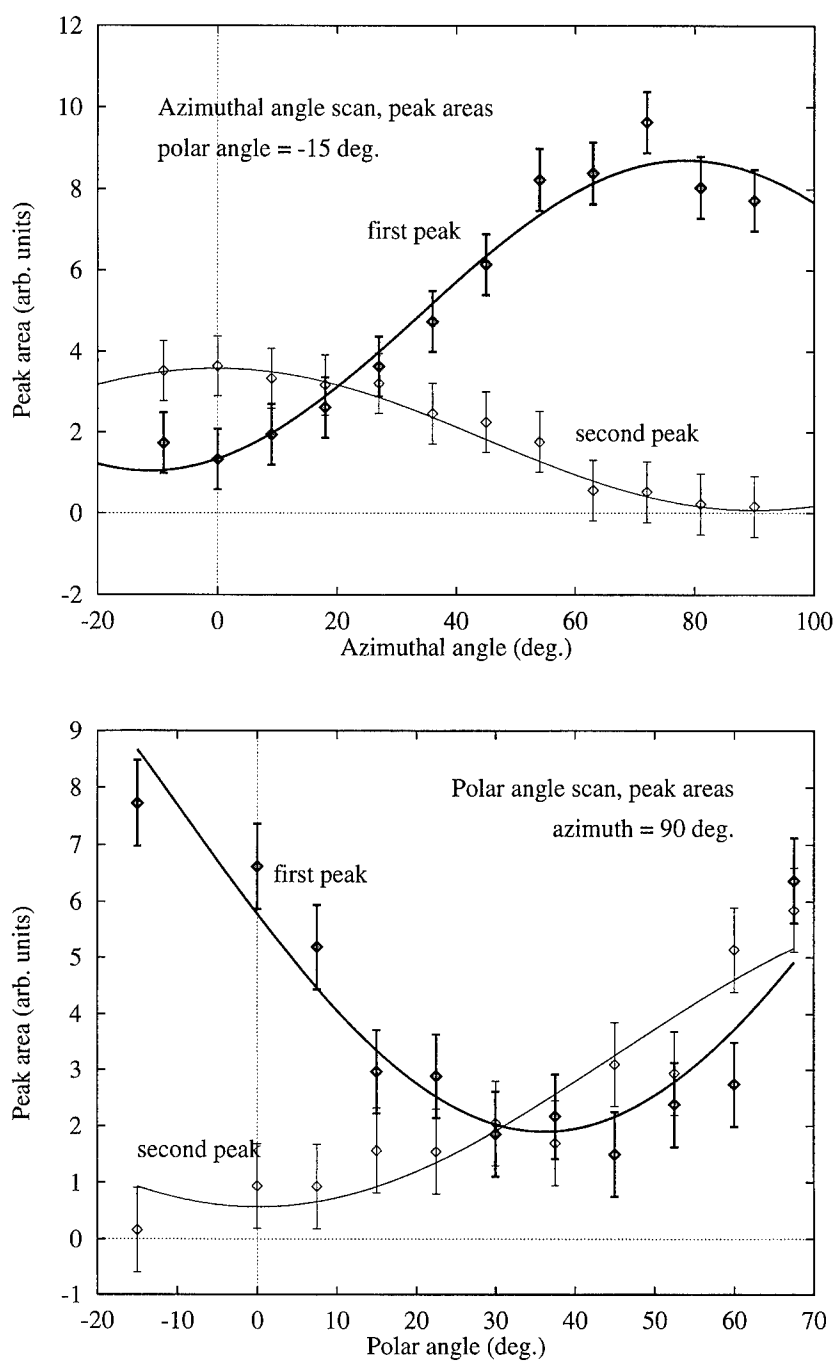 12
10
8
6
4
2
0
-2
Peak area (arb. units)
Azimuthal angle scan, peak areas
polar angle = -15 deg.
first peak
second peak
-20 0 20 40 60 80 100
Azimuthal angle (deg.)
9
8
7
6
5
4
3
2
1
0
-1
Peak area (arb. units)
Polar angle scan, peak areas
azimuth = 90 deg.
first peak
second peak
-20 -10 0 10 20 30 40 50 60 70
Polar angle (deg.)